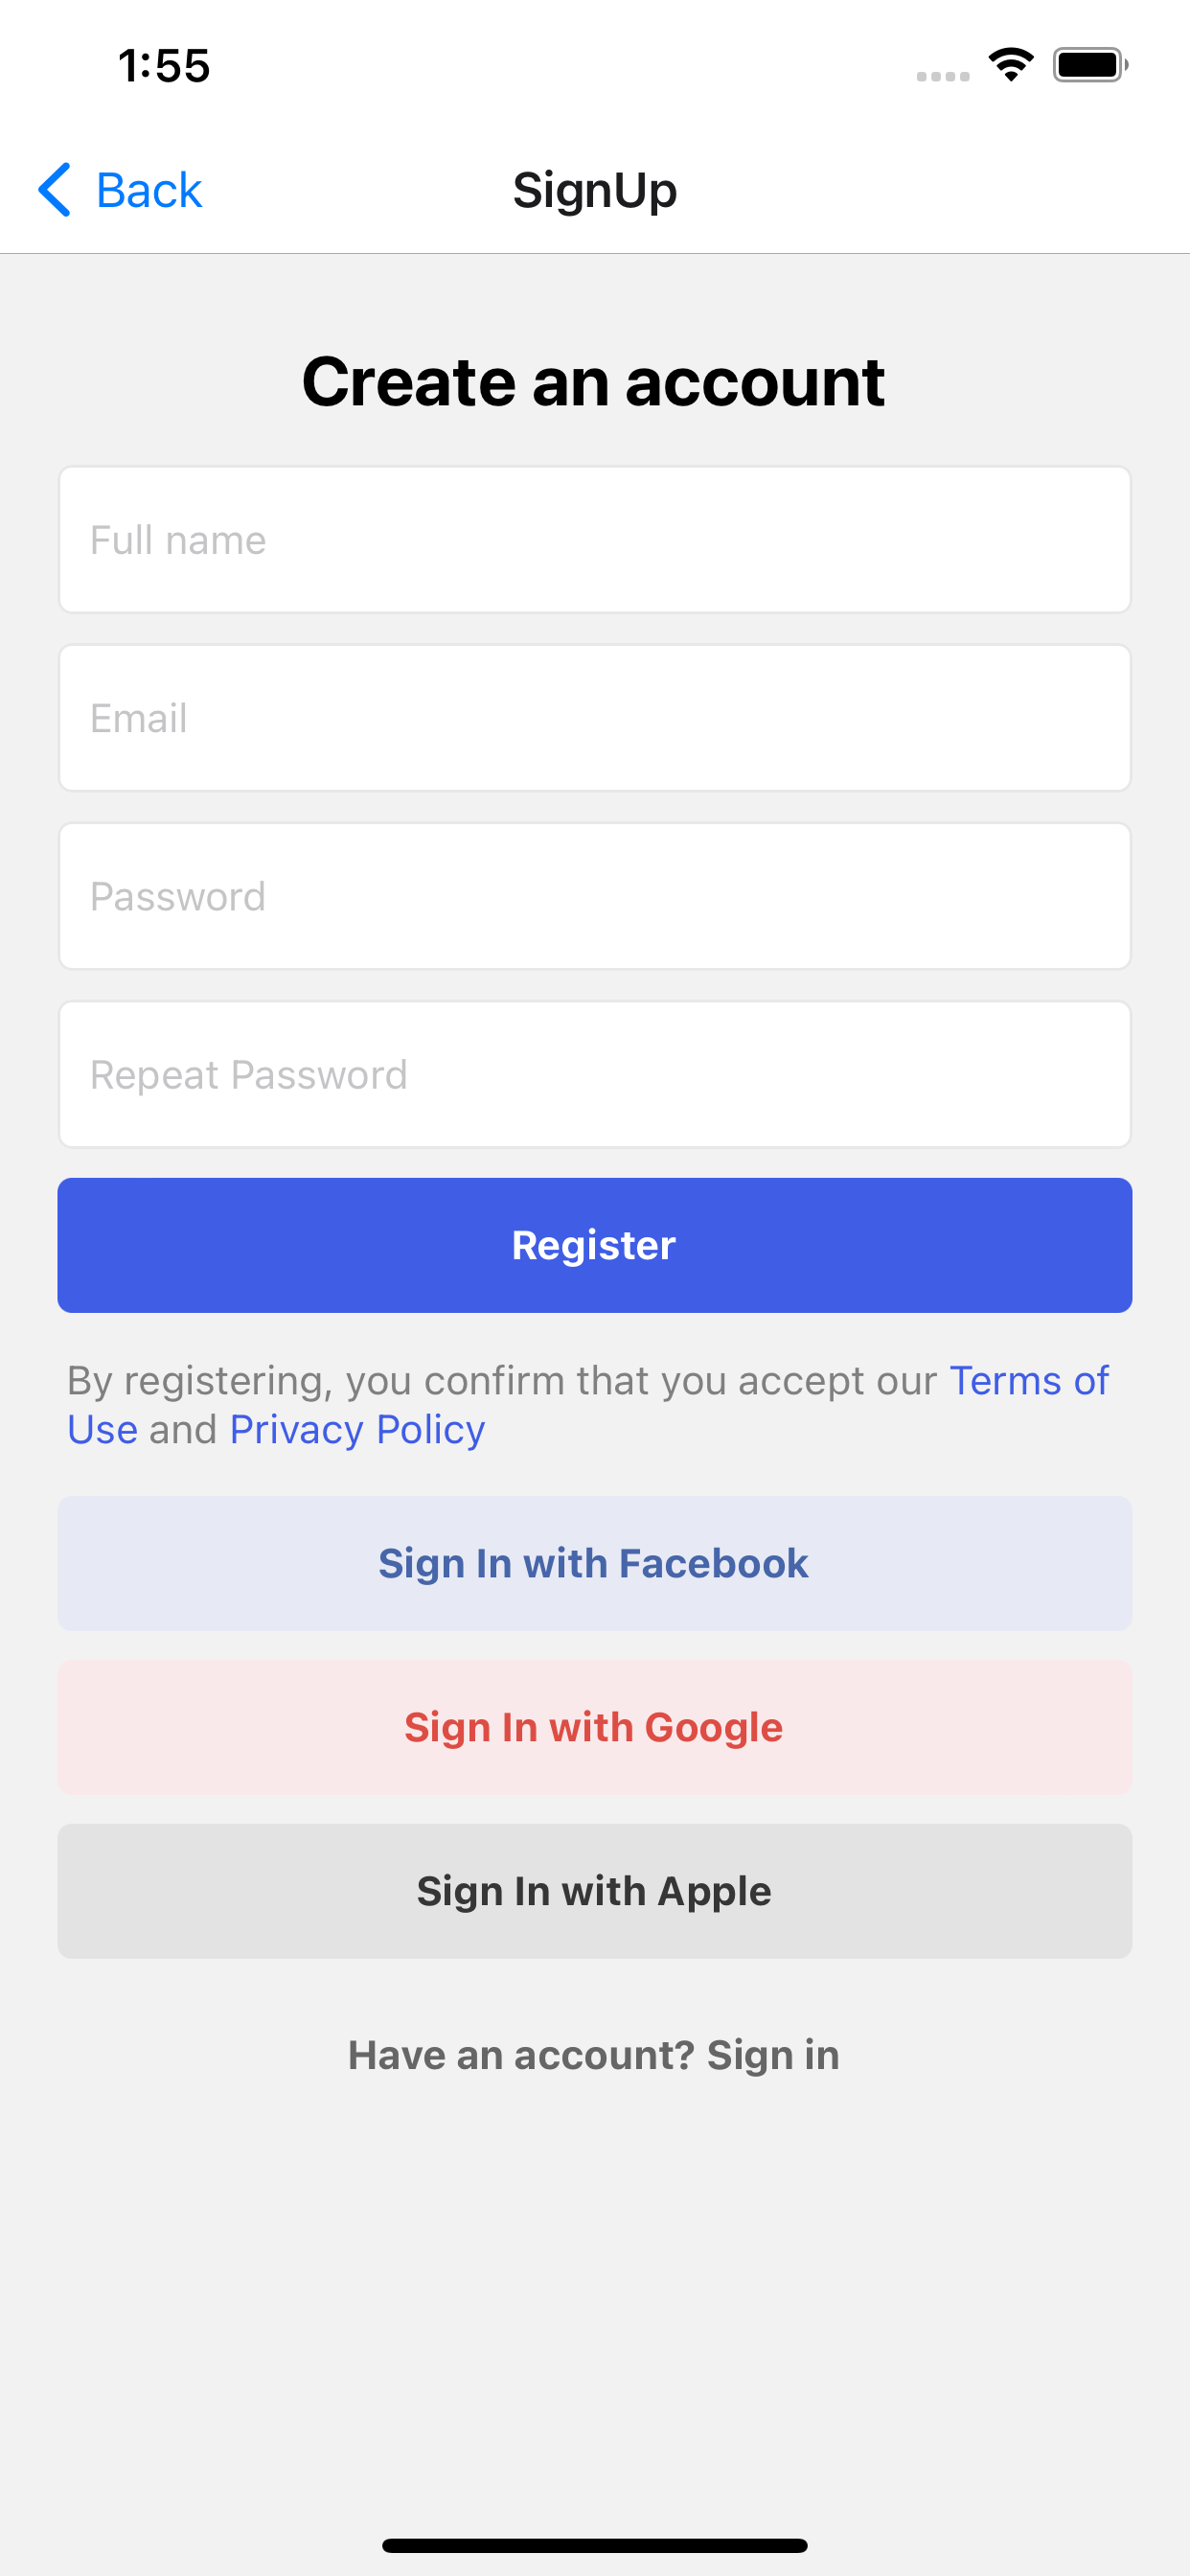 1:55
Back
SignUp
Create an account
Full name
Email
Password
Repeat Password
Register
By registering, you confirm that you accept our Terms of
Use and Privacy Policy
Sign In with Facebook
Sign In with Google
Sign In with Apple
Have an account? Sign in